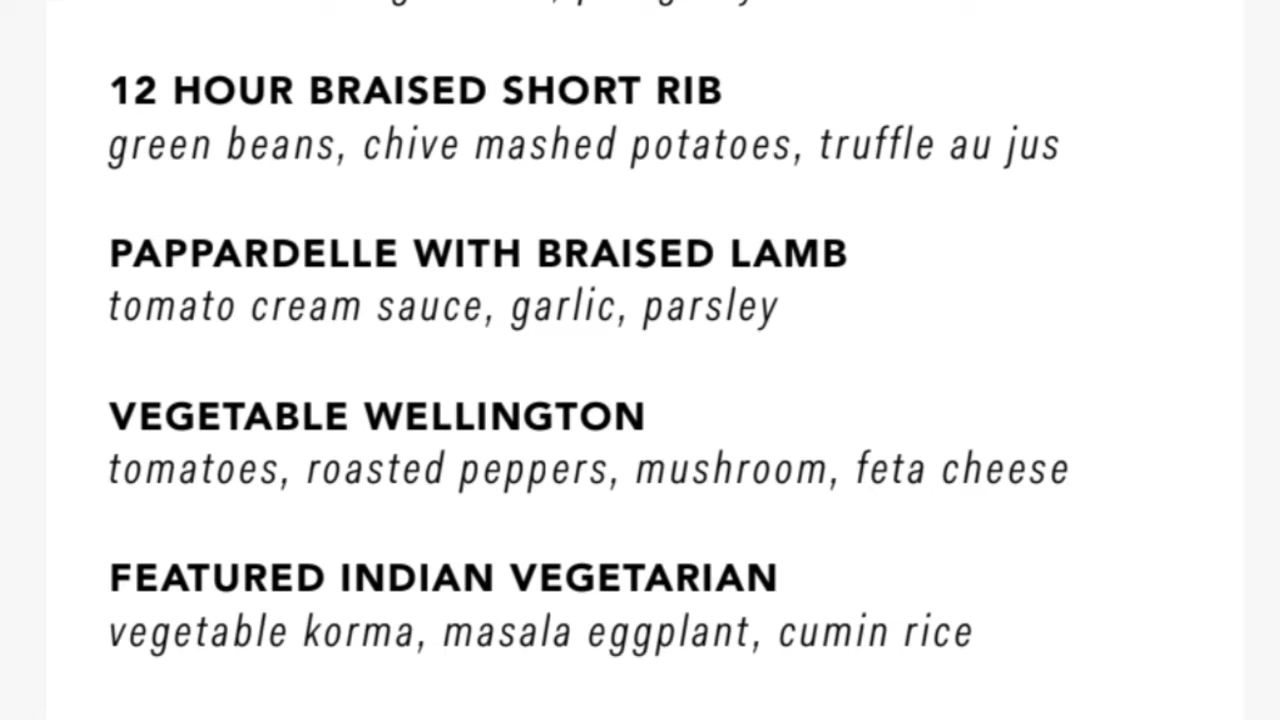 12 HOUR BRAISED SHORT RIB
green beans, chive mashed potatoes, truffle au jus
PAPPARDELLE WITH BRAISED LAMB
tomato cream sauce, garlic, parsley
VEGETABLE WELLINGTON
tomatoes, roasted peppers, mushroom, feta cheese
FEATURED INDIAN VEGETARIAN
vegetable korma, masala eggplant, cumin rice